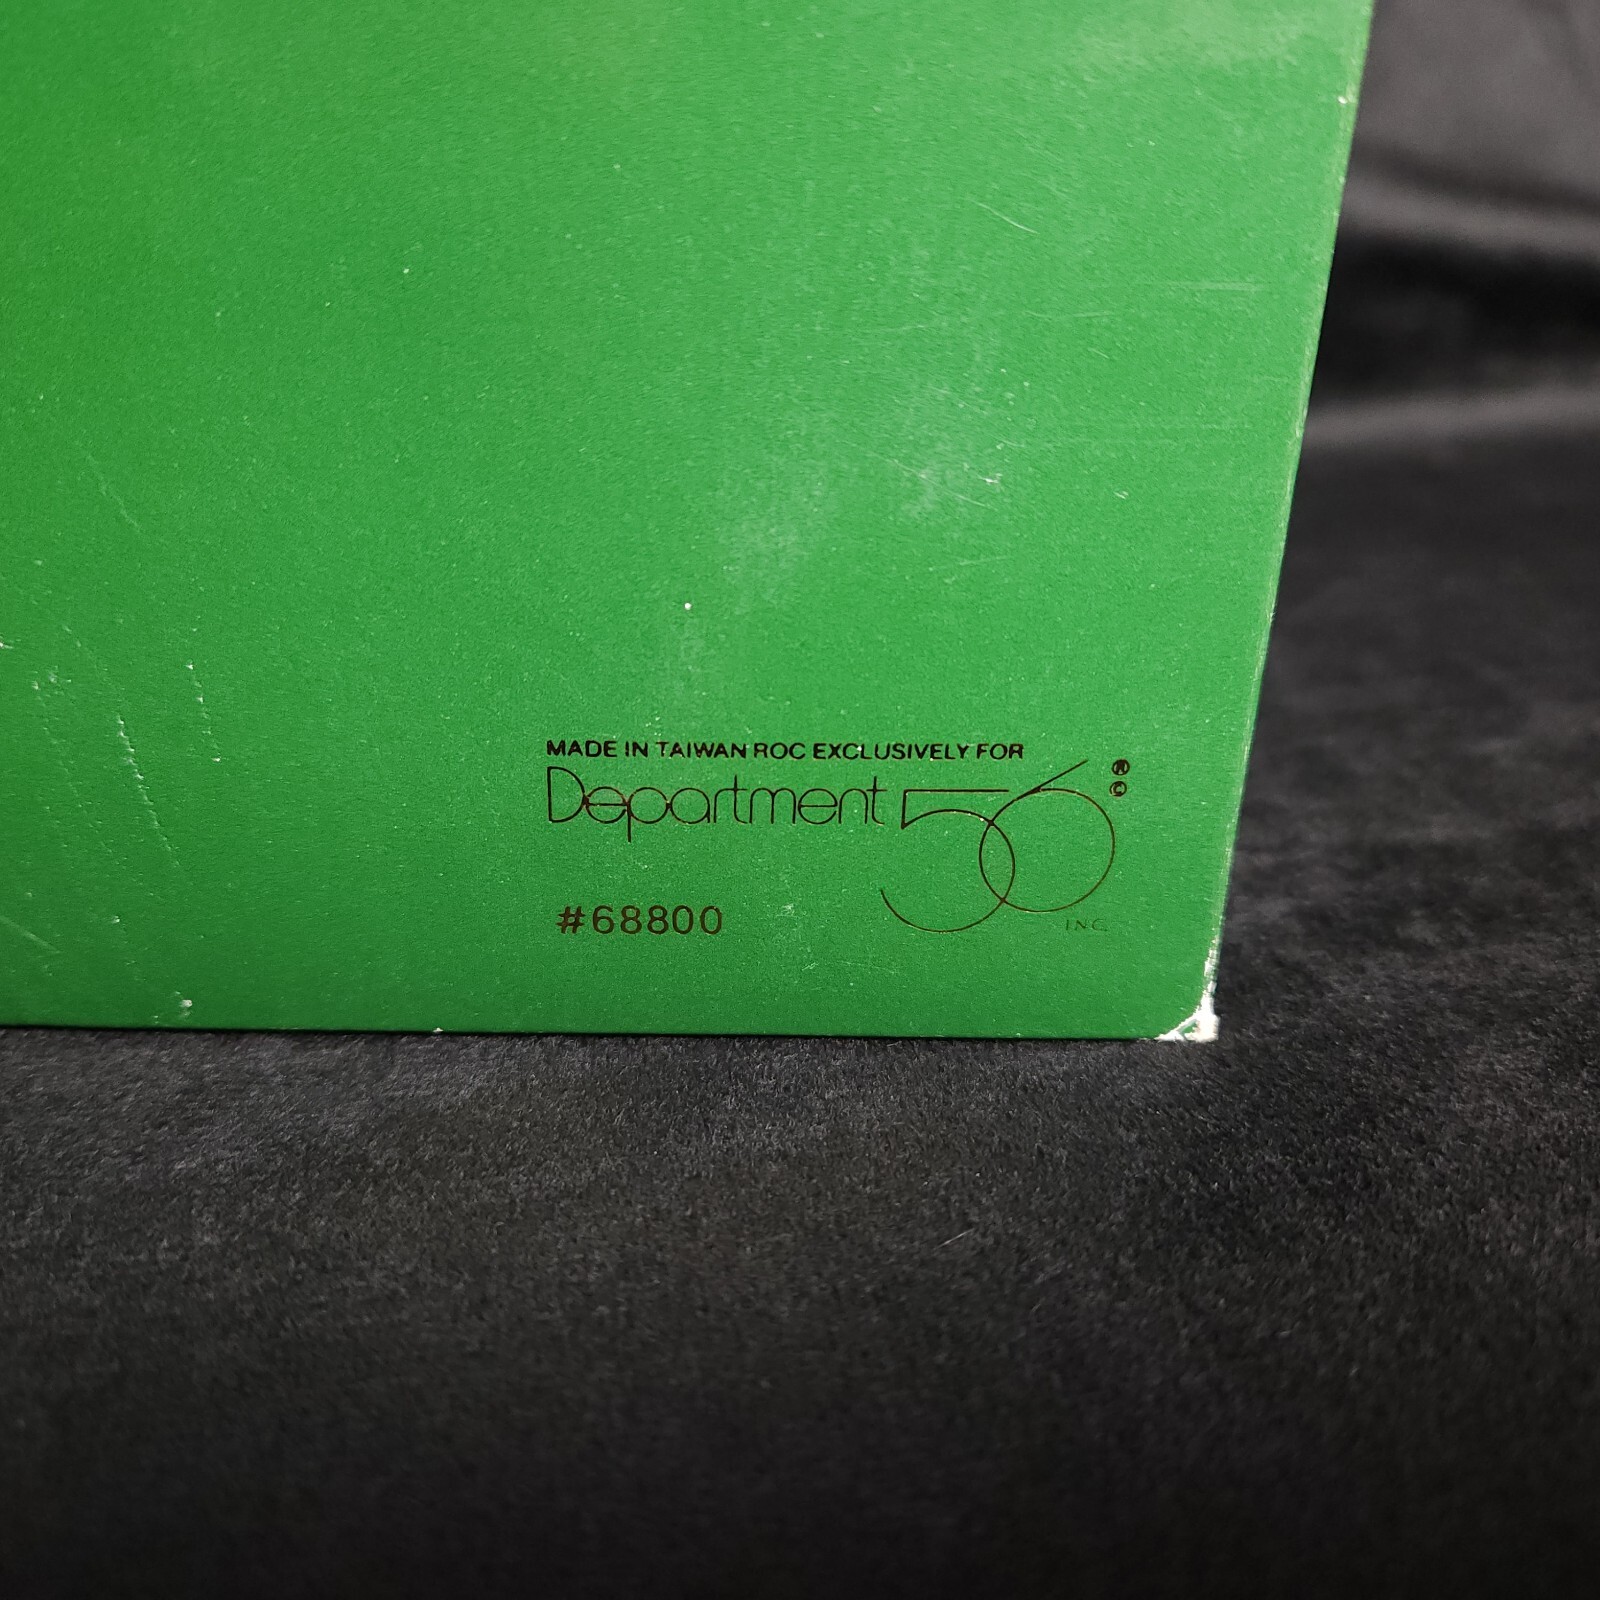 MADE IN TAIWAN ROC EXCLUSIVELY FOR
Department 56 ® ©
INC.
#68800